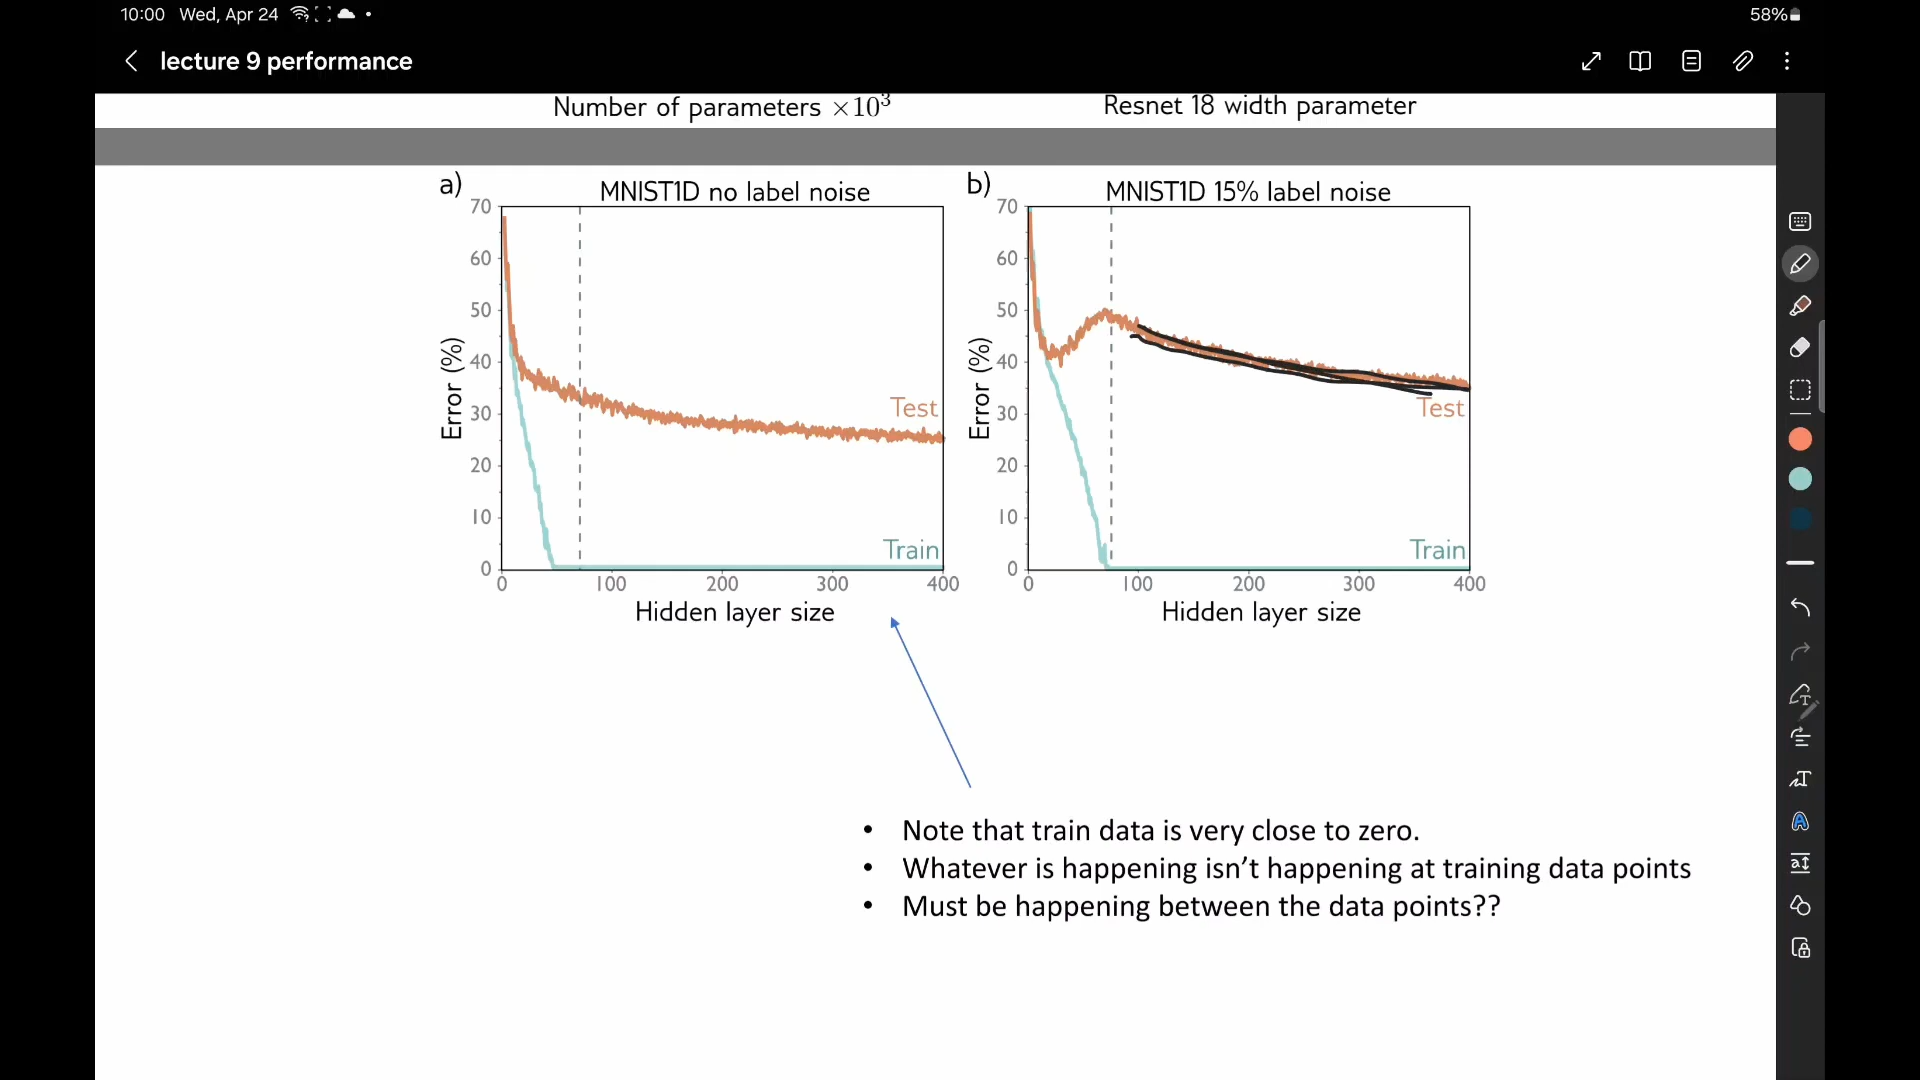 10:00 Wed, Apr 24
58%
lecture 9 performance
Number of parameters ×10³
Resnet 18 width parameter
a)
MNIST1D no label noise
70
60
50
40
30
20
10
0
Error (%)
Test
Train
0 100 200 300 400
Hidden layer size
b)
MNIST1D 15% label noise
70
60
50
40
30
20
10
0
Error (%)
Test
Train
0 100 200 300 400
Hidden layer size
• Note that train data is very close to zero.
• Whatever is happening isn’t happening at training data points
• Must be happening between the data points??